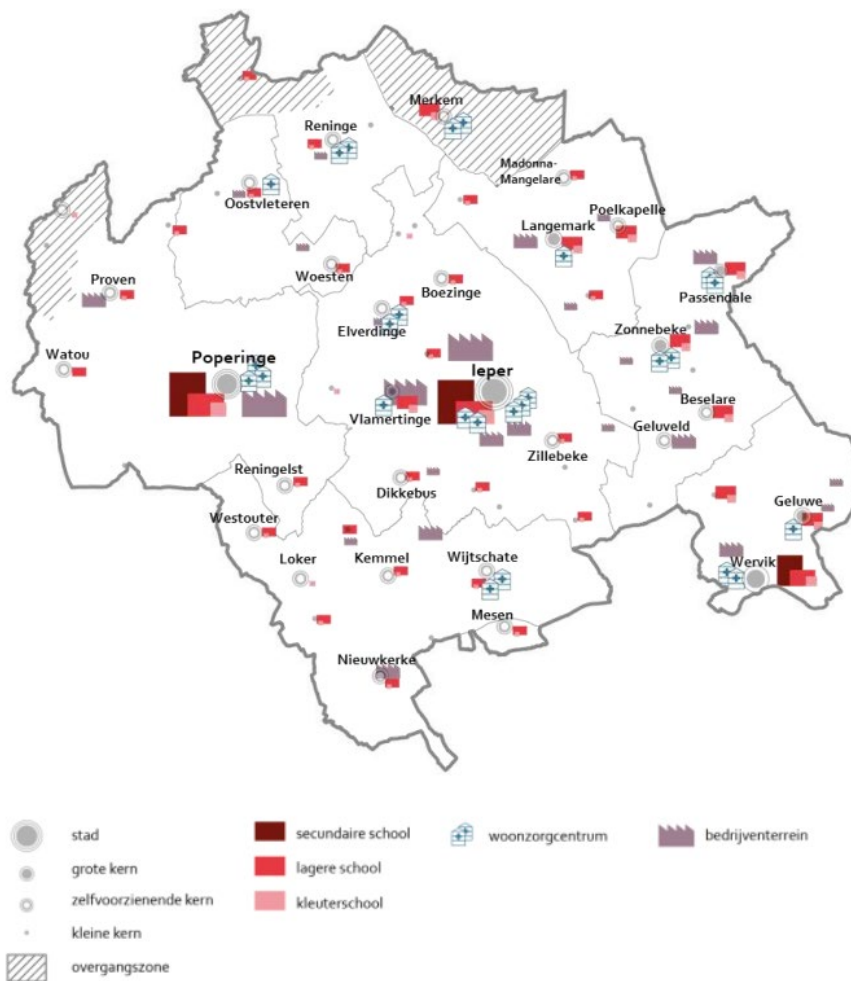 Merkem
Reninge
Madonna-
Mangelare
Oostvleteren
Poelkapelle
Langemark
Woesten
Boezinge
Proven
Passendale
Elverdinge
Zonnebeke
Watou
Poperinge
Ieper
Vlamertinge
Beselare
Geluveld
Zillebeke
Reningelst
Dikkebus
Geluwe
Westouter
Loker
Kemmel
Wijtschate
Wervik
Mesen
Nieuwkerke
stad
grote kern
zelfvoorzienende kern
kleine kern
overgangszone
secundaire school
lagere school
kleuterschool
woonzorgcentrum
bedrijventerrein